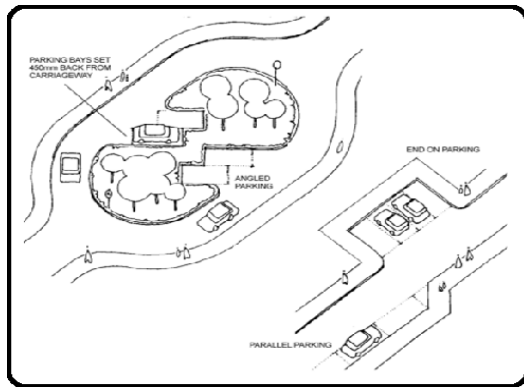 PARKING BAYS SET
450mm BACK FROM
CARRIAGEWAY
END ON PARKING
ANGLED
PARKING
PARALLEL PARKING